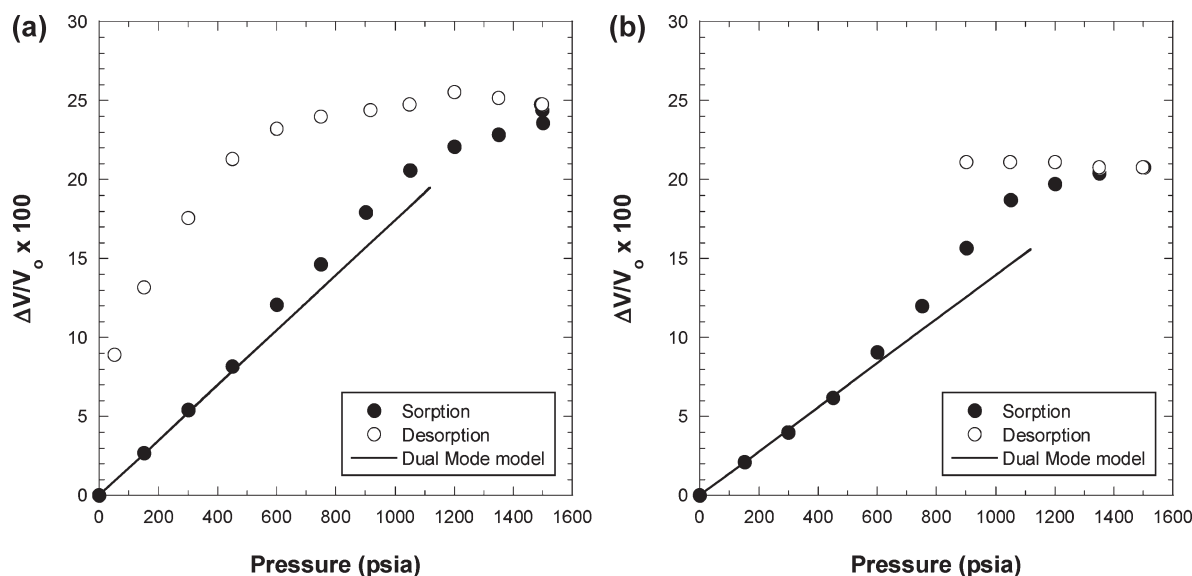 (a)
30
25
20
15
10
5
0
ΔV/Vo x 100
0 200 400 600 800 1000 1200 1400 1600
Pressure (psia)
Sorption
Desorption
Dual Mode model
(b)
30
25
20
15
10
5
0
ΔV/Vo x 100
0 200 400 600 800 1000 1200 1400 1600
Pressure (psia)
Sorption
Desorption
Dual Mode model